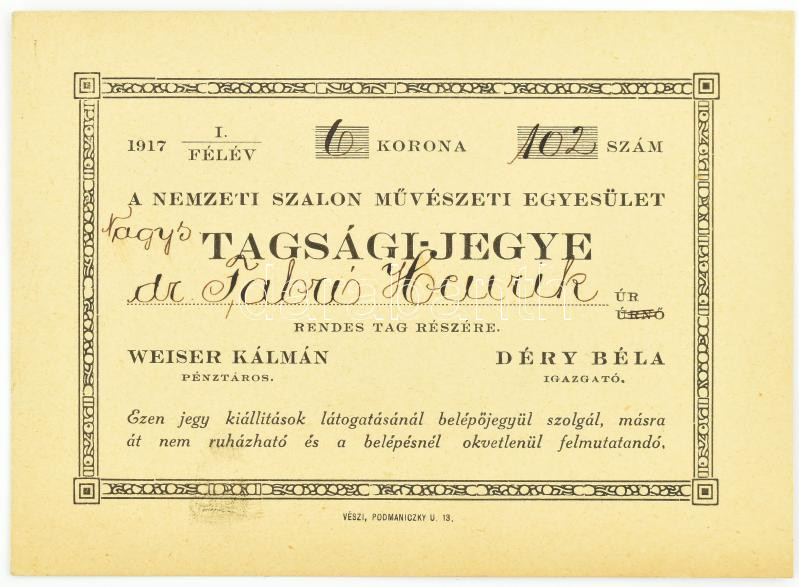 1917 I. FÉLÉV 6 KORONA 102 SZÁM
A NEMZETI SZALON MŰVÉSZETI EGYESÜLET
Nagys
TAGSÁGI-JEGYE
dr. Fabri Henrik ÚR
ÚRNŐ
RENDES TAG RÉSZÉRE.
WEISER KÁLMÁN DÉRY BÉLA
PÉNZTÁROS. IGAZGATÓ.
Ezen jegy kiállitások látogatásánál belépőjegyül szolgál, másra
át nem ruházható és a belépésnél okvetlenül felmutatandó.
VÉSZI, PODMANICZKY U. 13.
darabanth